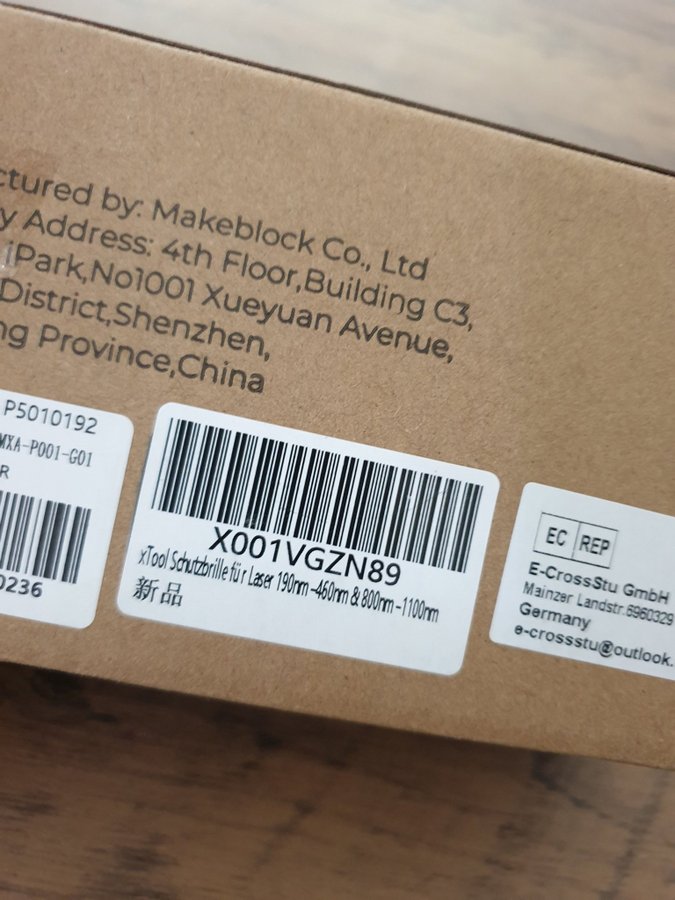 ctured by: Makeblock Co., Ltd
y Address: 4th Floor,Building C3,
iPark,No1001 Xueyuan Avenue,
District,Shenzhen,
ng Province,China
P5010192
MXA-P001-G01
R
0236
X001VGZN89
xTool Schutzbrille für Laser 190nm -460nm & 800nm -1100nm
新品
EC REP
E-CrossStu GmbH
Mainzer Landstr.6960329
Germany
e-crossstu@outlook.